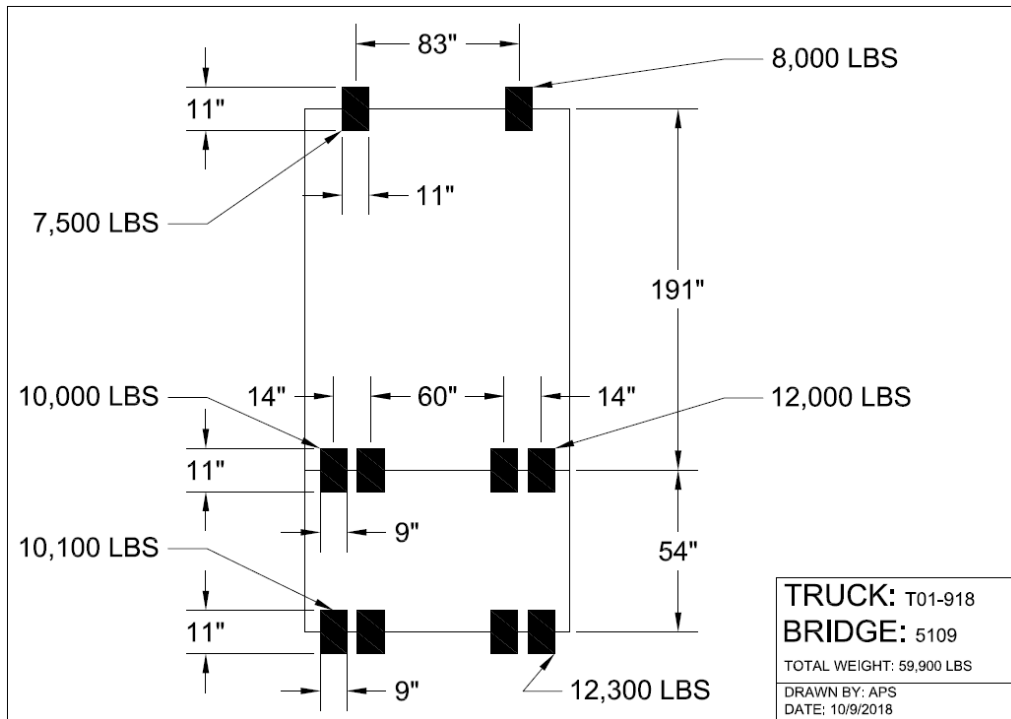 83"
8,000 LBS
11"
11"
7,500 LBS
191"
10,000 LBS
14"
60"
14"
12,000 LBS
11"
9"
10,100 LBS
54"
11"
9"
12,300 LBS
TRUCK: T01-918
BRIDGE: 5109
TOTAL WEIGHT: 59,900 LBS
DRAWN BY: APS
DATE: 10/9/2018